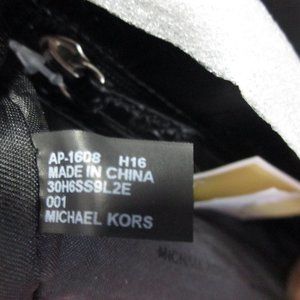 AP-1608 H16
MADE IN CHINA
30H6SS9L2E
001
MICHAEL KORS